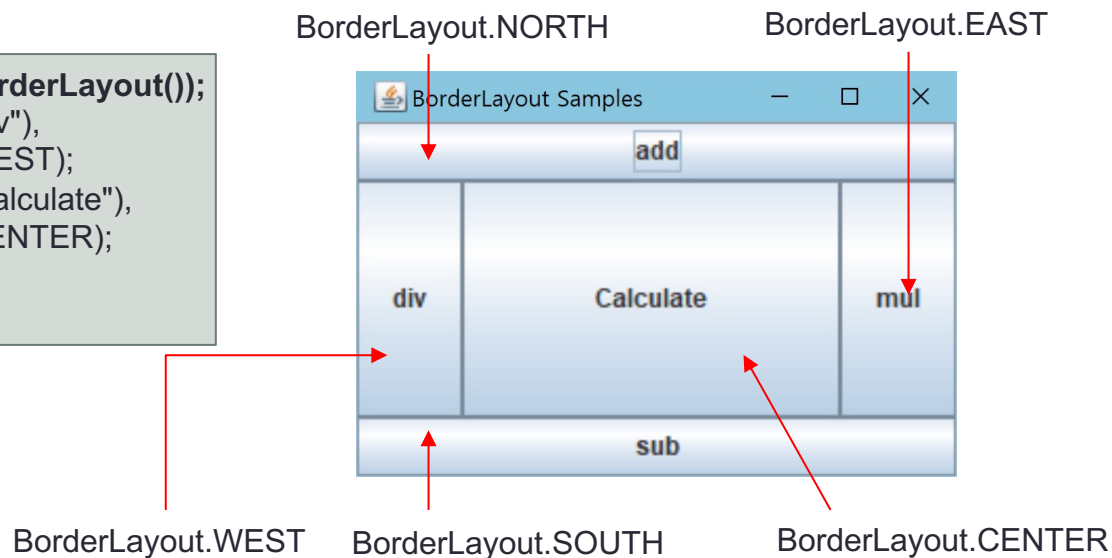 BorderLayout.NORTH
BorderLayout.EAST
rderLayout());
v"),
EST);
alculate"),
ENTER);
BorderLayout Samples
add
div
Calculate
mul
sub
BorderLayout.WEST
BorderLayout.SOUTH
BorderLayout.CENTER